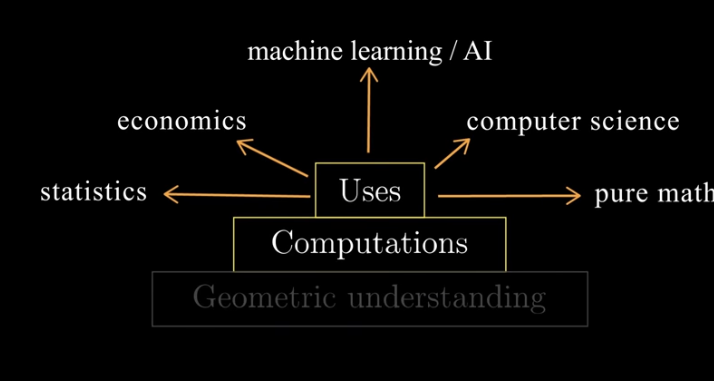 machine learning / AI
economics
computer science
statistics
Uses
pure math
Computations
Geometric understanding